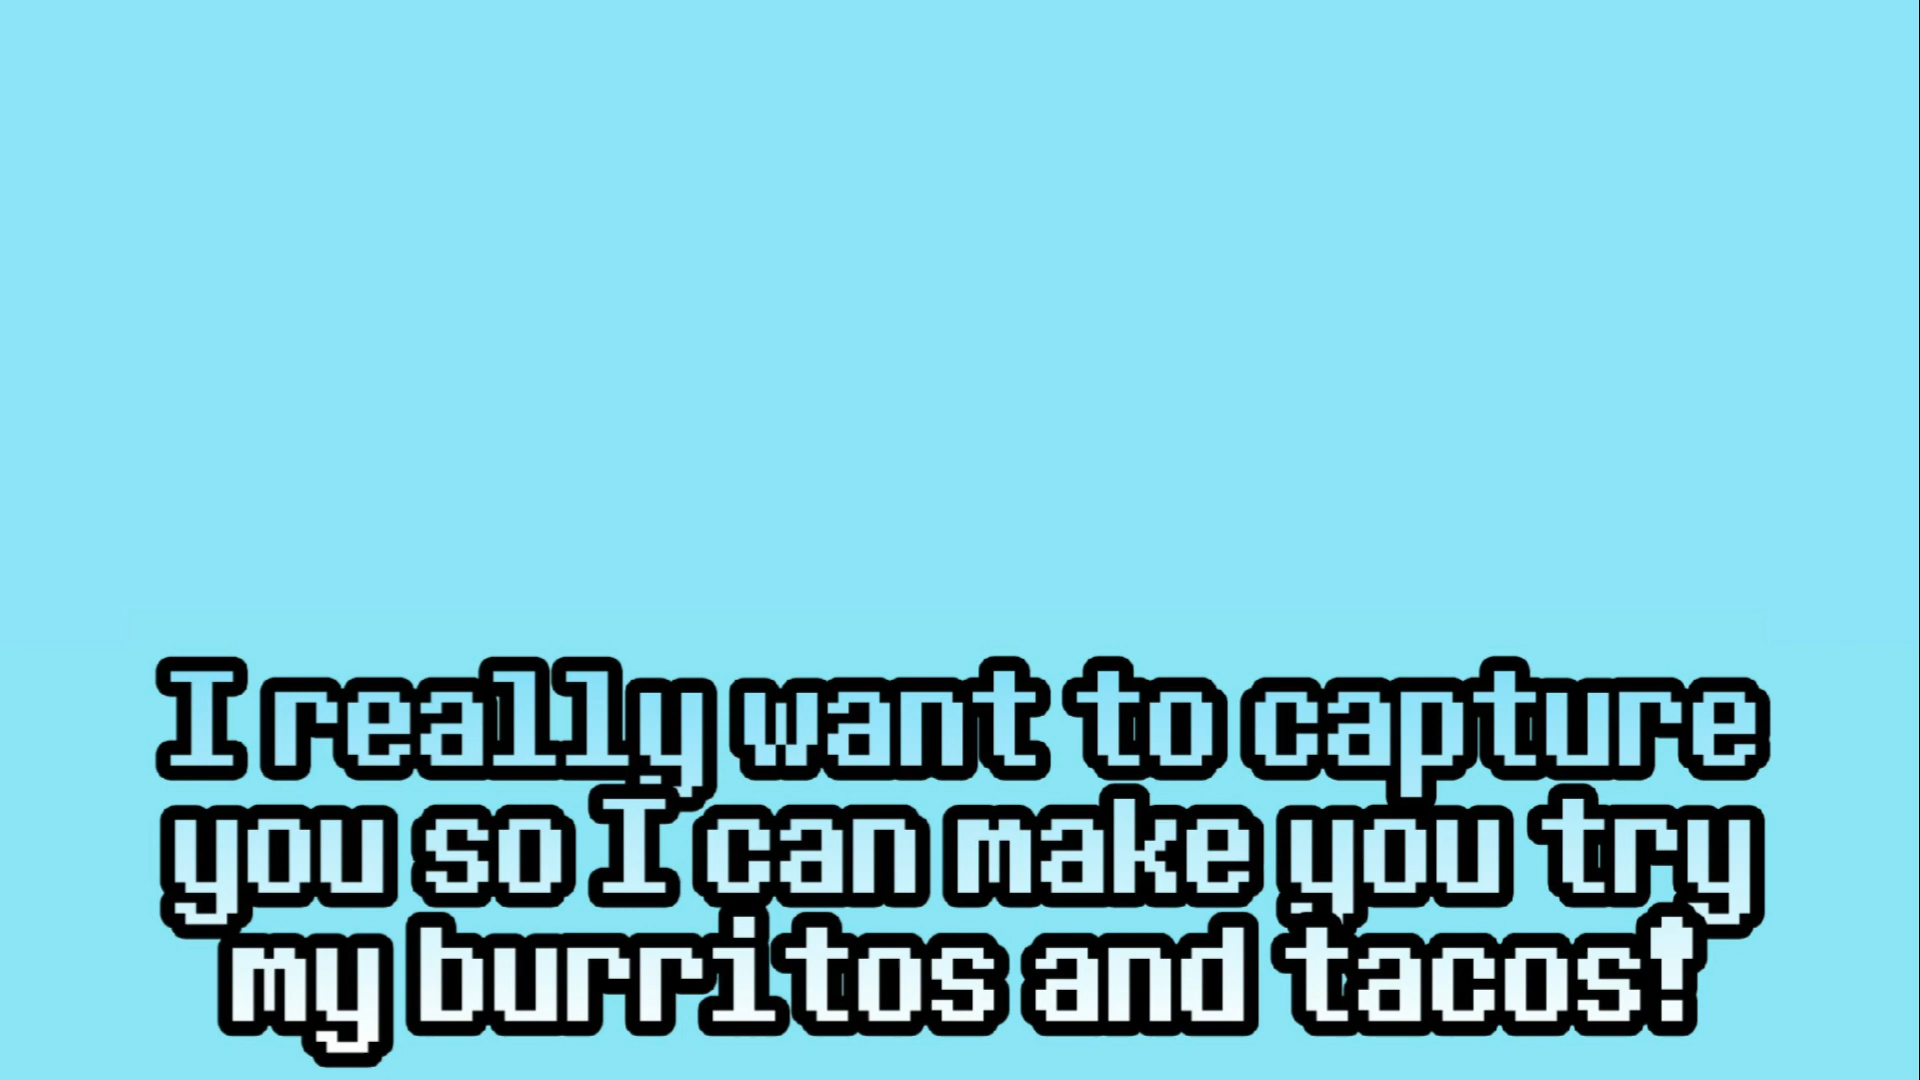 I really want to capture
you so I can make you try
my burritos and tacos!